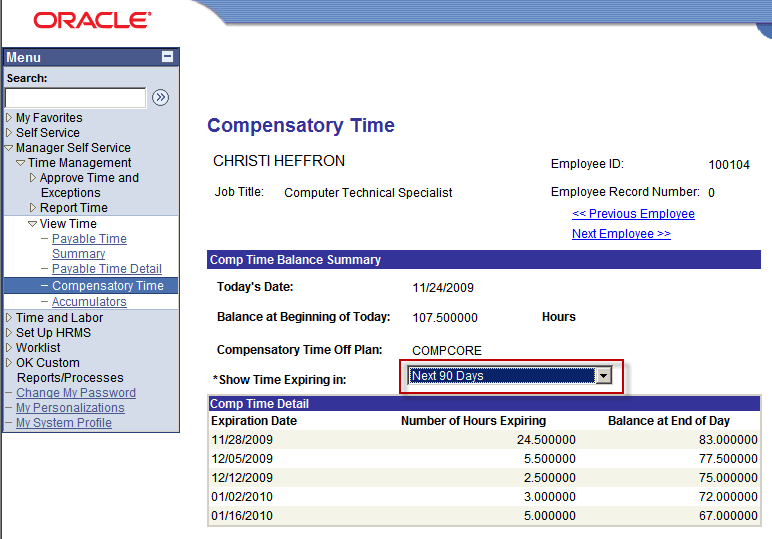 ORACLE
Menu
Search:
My Favorites
Self Service
Manager Self Service
Time Management
Approve Time and
Exceptions
Report Time
View Time
Payable Time
Summary
Payable Time Detail
Compensatory Time
Accumulators
Time and Labor
Set Up HRMS
Worklist
OK Custom
Reports/Processes
Change My Password
My Personalizations
My System Profile
Compensatory Time
CHRISTI HEFFRON
Employee ID: 100104
Job Title: Computer Technical Specialist
Employee Record Number: 0
<< Previous Employee
Next Employee >>
Comp Time Balance Summary
Today's Date: 11/24/2009
Balance at Beginning of Today: 107.500000 Hours
Compensatory Time Off Plan: COMPCORE
*Show Time Expiring in: Next 90 Days
Comp Time Detail
Expiration Date Number of Hours Expiring Balance at End of Day
11/28/2009 24.500000 83.000000
12/05/2009 5.500000 77.500000
12/12/2009 2.500000 75.000000
01/02/2010 3.000000 72.000000
01/16/2010 5.000000 67.000000